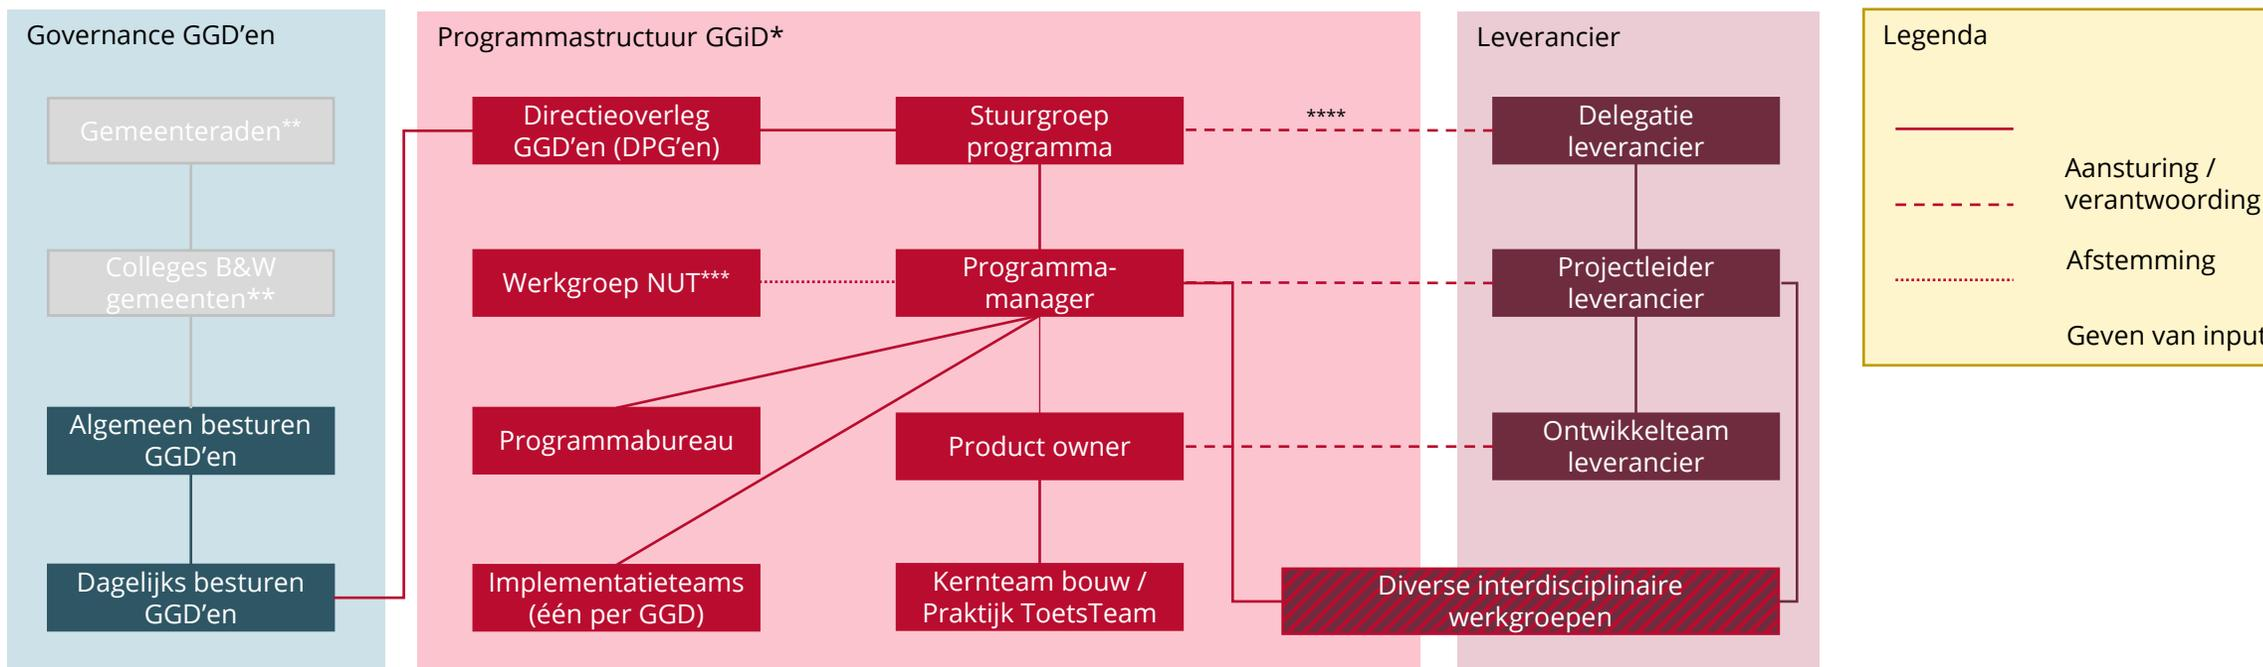 Governance GGD’en
Gemeenteraden**
Colleges B&W
gemeenten**
Algemeen besturen
GGD’en
Dagelijks besturen
GGD’en
Programmastructuur GGiD*
Directieoverleg
GGD’en (DPG’en)
Stuurgroep
programma
****
Werkgroep NUT***
Programma-
manager
Programmabureau
Product owner
Implementatieteams
(één per GGD)
Kernteam bouw /
Praktijk ToetsTeam
Leverancier
Delegatie
leverancier
Projectleider
leverancier
Ontwikkelteam
leverancier
Diverse interdisciplinaire
werkgroepen
Legenda
Aansturing /
verantwoording
Afstemming
Geven van input